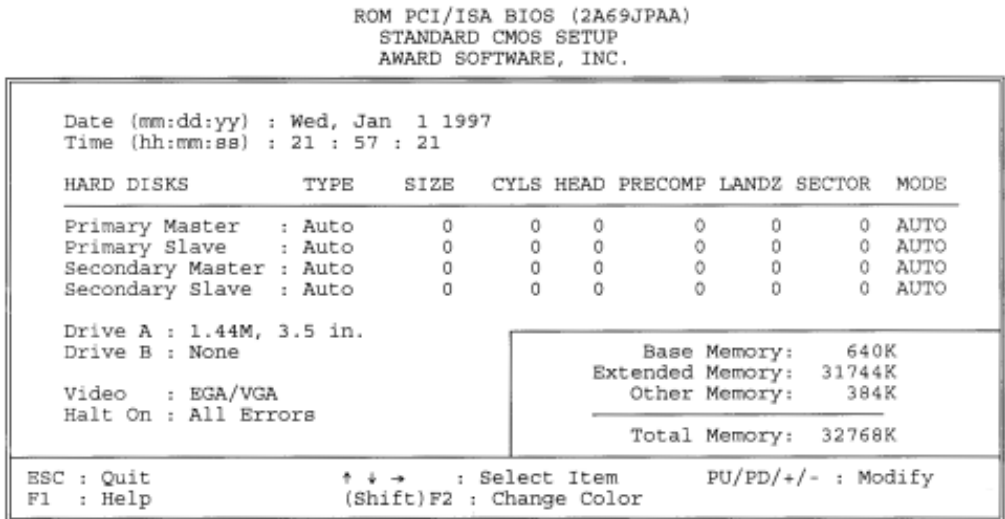 ROM PCI/ISA BIOS (2A69JPAA)
STANDARD CMOS SETUP
AWARD SOFTWARE, INC.
Date (mm:dd:yy) : Wed, Jan 1 1997
Time (hh:mm:ss) : 21 : 57 : 21
HARD DISKS TYPE SIZE CYLS HEAD PRECOMP LANDZ SECTOR MODE
Primary Master : Auto 0 0 0 0 0 0 AUTO
Primary Slave : Auto 0 0 0 0 0 0 AUTO
Secondary Master : Auto 0 0 0 0 0 0 AUTO
Secondary Slave : Auto 0 0 0 0 0 0 AUTO
Drive A : 1.44M, 3.5 in.
Drive B : None
Video : EGA/VGA
Halt On : All Errors
Base Memory: 640K
Extended Memory: 31744K
Other Memory: 384K
Total Memory: 32768K
ESC : Quit ↑ ↓ → : Select Item PU/PD/+/- : Modify
F1 : Help (Shift)F2 : Change Color